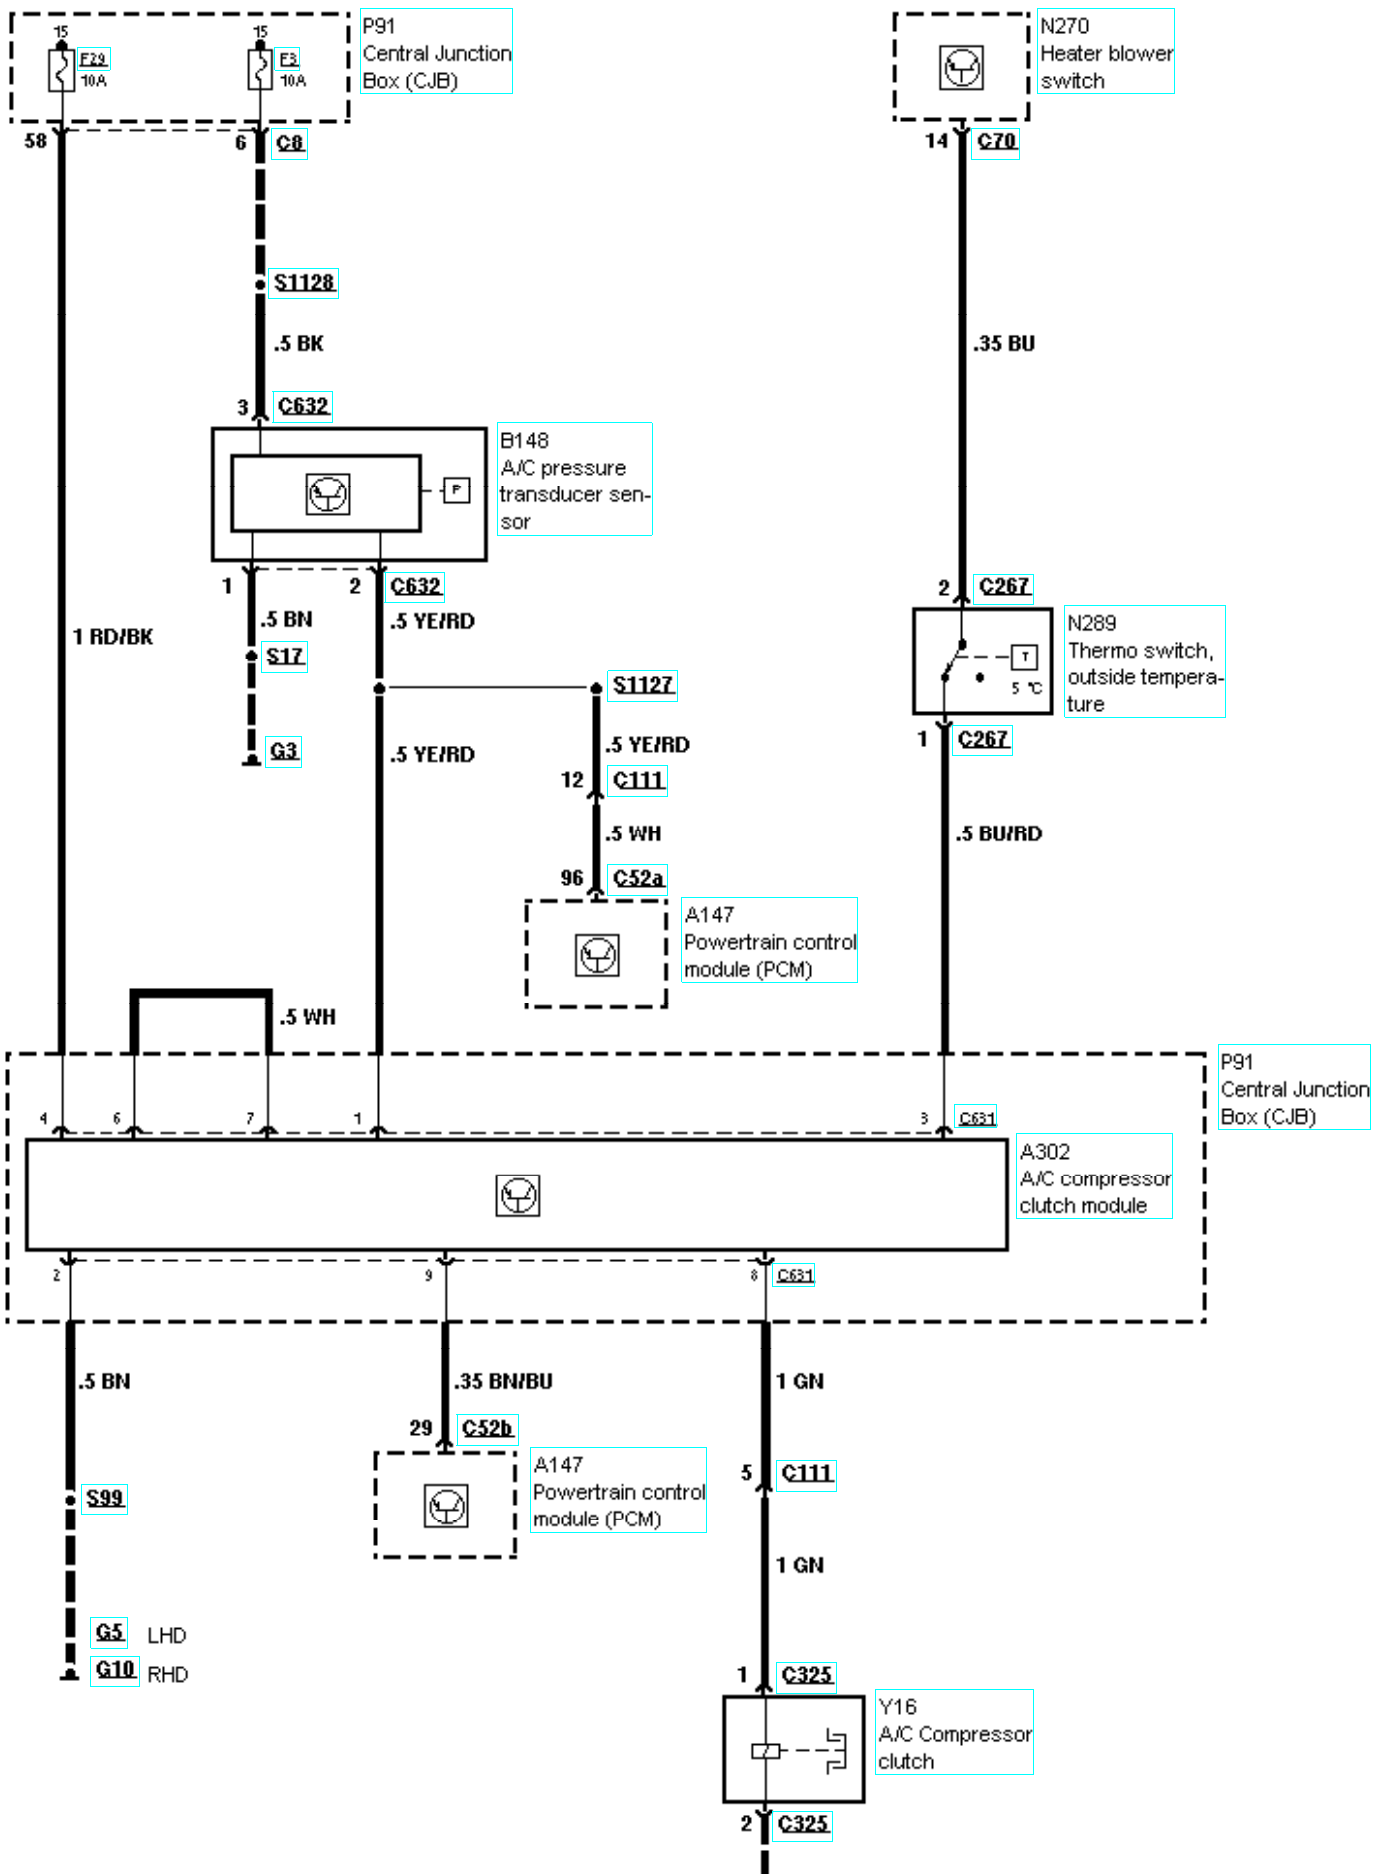 15
F29
10A
15
F3
10A
P91
Central Junction
Box (CJB)
N270
Heater blower
switch
58
6
C8
14
C70
S1128
.5 BK
.35 BU
3
C632
B148
A/C pressure
transducer sen-
sor
P
1
2
C632
.5 BN
.5 YE/RD
1 RD/BK
S17
G3
S1127
.5 YE/RD
.5 YE/RD
12
C111
.5 WH
96
C52a
A147
Powertrain control
module (PCM)
2
C267
N289
Thermo switch,
outside tempera-
ture
T
5 °C
1
C267
.5 BU/RD
.5 WH
P91
Central Junction
Box (CJB)
4
6
7
1
3
C631
A302
A/C compressor
clutch module
2
9
8
C631
.5 BN
.35 BN/BU
1 GN
29
C52b
A147
Powertrain control
module (PCM)
5
C111
S99
1 GN
G5 LHD
G10 RHD
1
C325
Y16
A/C Compressor
clutch
2
C325